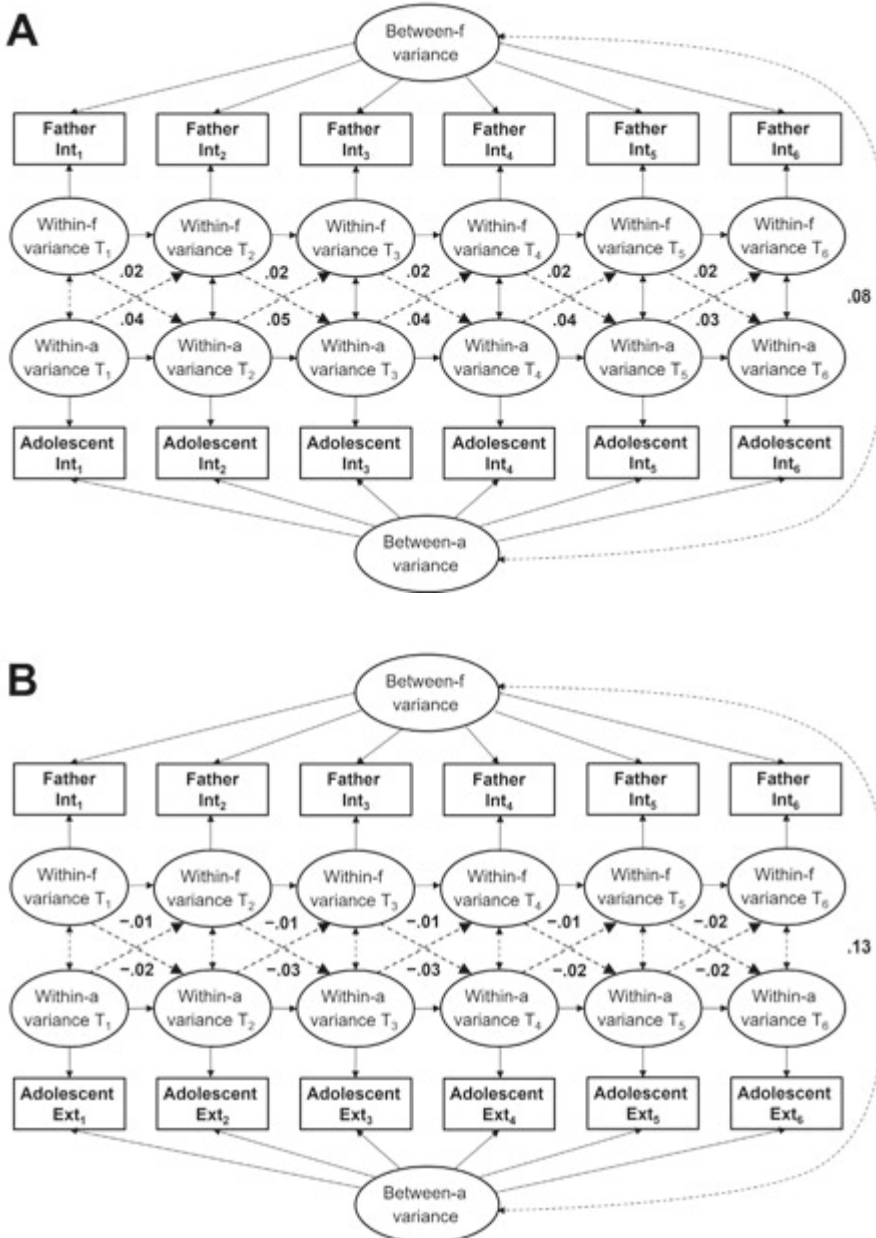 A
Between-f
variance
Father Father Father Father Father Father
Int₁ Int₂ Int₃ Int₄ Int₅ Int₆
Within-f Within-f Within-f Within-f Within-f Within-f
variance T₁ variance T₂ variance T₃ variance T₄ variance T₅ variance T₆
.02 .02 .02 .02 .02
.08
.04 .05 .04 .04 .03
Within-a Within-a Within-a Within-a Within-a Within-a
variance T₁ variance T₂ variance T₃ variance T₄ variance T₅ variance T₆
Adolescent Adolescent Adolescent Adolescent Adolescent Adolescent
Int₁ Int₂ Int₃ Int₄ Int₅ Int₆
Between-a
variance
B
Between-f
variance
Father Father Father Father Father Father
Int₁ Int₂ Int₃ Int₄ Int₅ Int₆
Within-f Within-f Within-f Within-f Within-f Within-f
variance T₁ variance T₂ variance T₃ variance T₄ variance T₅ variance T₆
−.01 −.01 −.01 −.01 −.02
.13
−.02 −.03 −.03 −.02 −.02
Within-a Within-a Within-a Within-a Within-a Within-a
variance T₁ variance T₂ variance T₃ variance T₄ variance T₅ variance T₆
Adolescent Adolescent Adolescent Adolescent Adolescent Adolescent
Ext₁ Ext₂ Ext₃ Ext₄ Ext₅ Ext₆
Between-a
variance